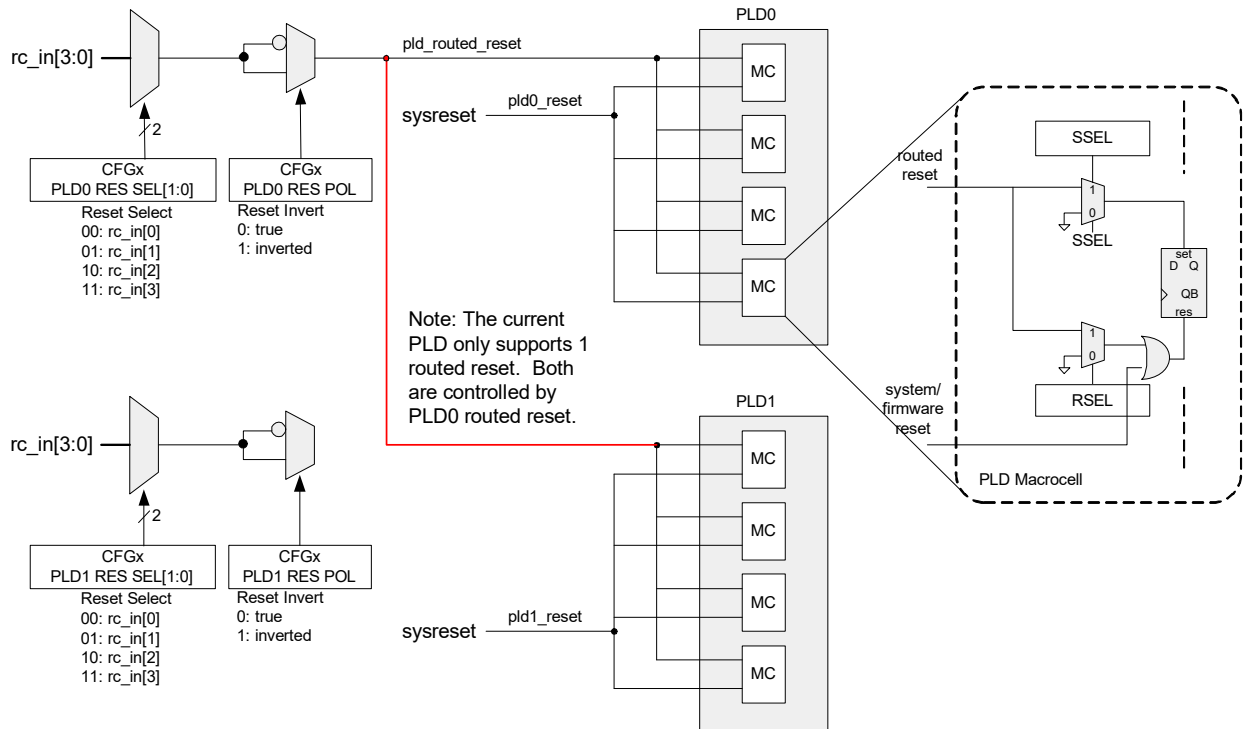 PLD0
rc_in[3:0]
pld_routed_reset
MC
sysreset
pld0_reset
2
CFGx
PLD0 RES SEL[1:0]
CFGx
PLD0 RES POL
Reset Select
00: rc_in[0]
01: rc_in[1]
10: rc_in[2]
11: rc_in[3]
Reset Invert
0: true
1: inverted
MC
MC
MC
routed
reset
SSEL
1
0
SSEL
set
D Q
QB
res
1
0
RSEL
system/
firmware
reset
PLD Macrocell
Note: The current
PLD only supports 1
routed reset. Both
are controlled by
PLD0 routed reset.
PLD1
rc_in[3:0]
MC
2
MC
CFGx
PLD1 RES SEL[1:0]
CFGx
PLD1 RES POL
Reset Select
00: rc_in[0]
01: rc_in[1]
10: rc_in[2]
11: rc_in[3]
Reset Invert
0: true
1: inverted
MC
sysreset
pld1_reset
MC